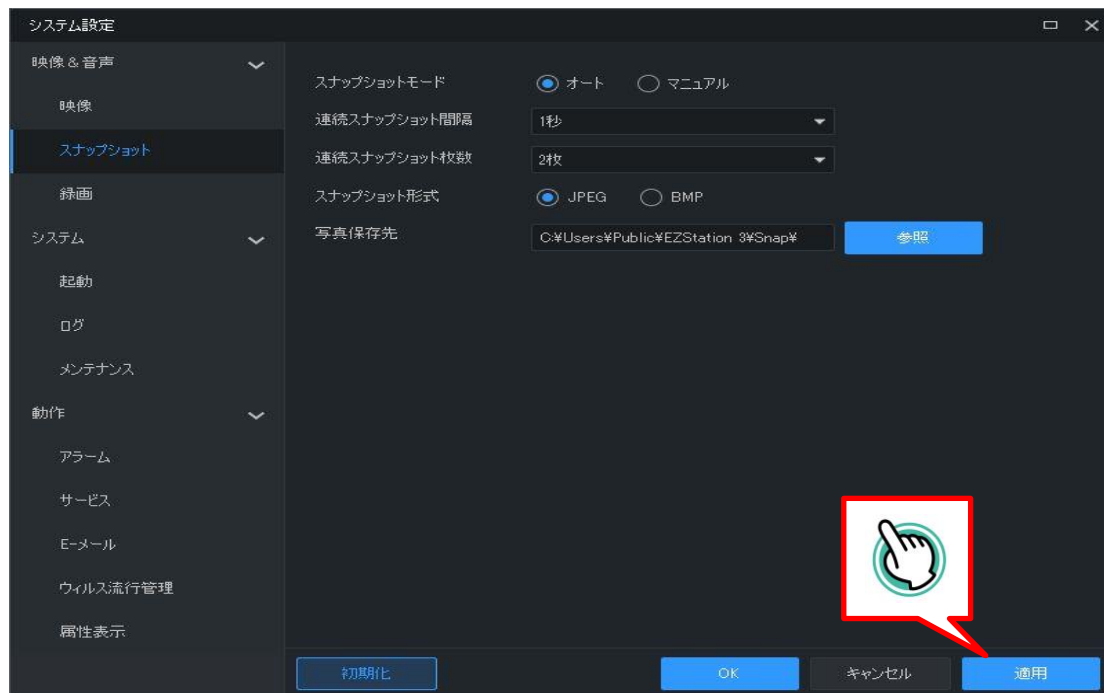 システム設定
映像＆音声
映像
スナップショット
録画
システム
起動
ログ
メンテナンス
動作
アラーム
サービス
E-メール
ウィルス流行管理
属性表示
スナップショットモード オート マニュアル
連続スナップショット間隔 1秒
連続スナップショット枚数 2枚
スナップショット形式 JPEG BMP
写真保存先 C:¥Users¥Public¥EZStation 3¥Snap¥ 参照
初期化 OK キャンセル 適用